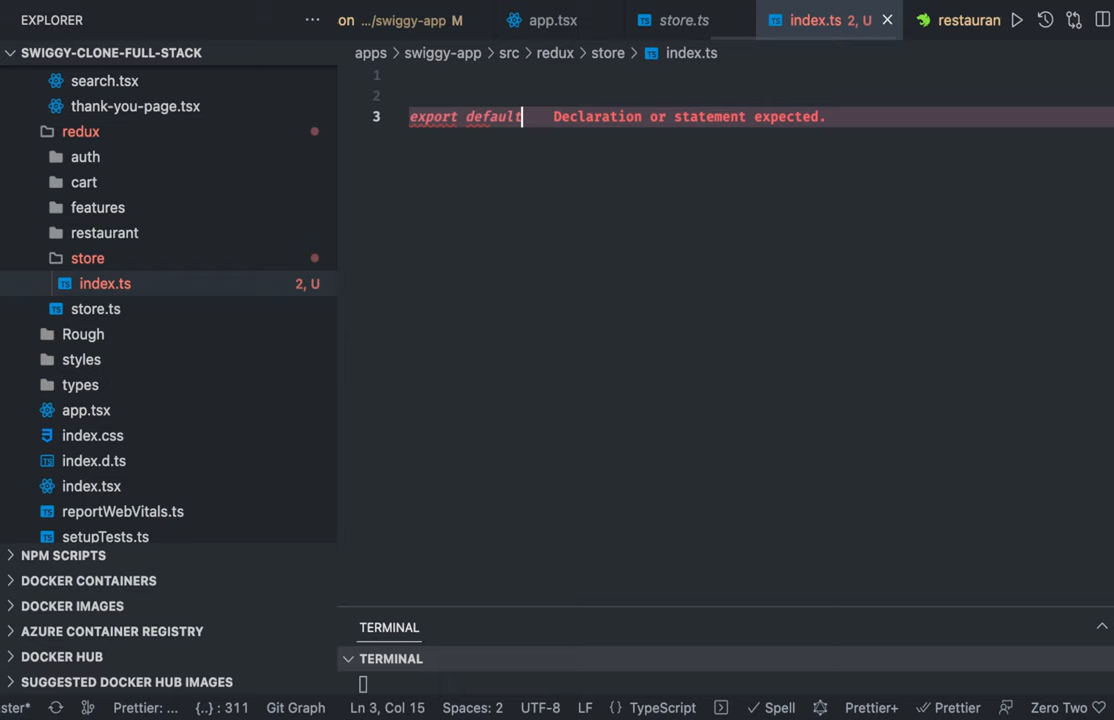 EXPLORER ... on .../swiggy-app M app.tsx store.ts index.ts 2, U restauran
SWIGGY-CLONE-FULL-STACK
apps > swiggy-app > src > redux > store > index.ts
search.tsx
thank-you-page.tsx
redux
auth
cart
features
restaurant
store
index.ts 2, U
store.ts
Rough
styles
types
app.tsx
index.css
index.d.ts
index.tsx
reportWebVitals.ts
setupTests.ts
NPM SCRIPTS
DOCKER CONTAINERS
DOCKER IMAGES
AZURE CONTAINER REGISTRY
DOCKER HUB
SUGGESTED DOCKER HUB IMAGES
1
2
3 export default Declaration or statement expected.
TERMINAL
TERMINAL
ster* Prettier: ... {..} : 311 Git Graph Ln 3, Col 15 Spaces: 2 UTF-8 LF {} TypeScript Spell Prettier+ Prettier Zero Two